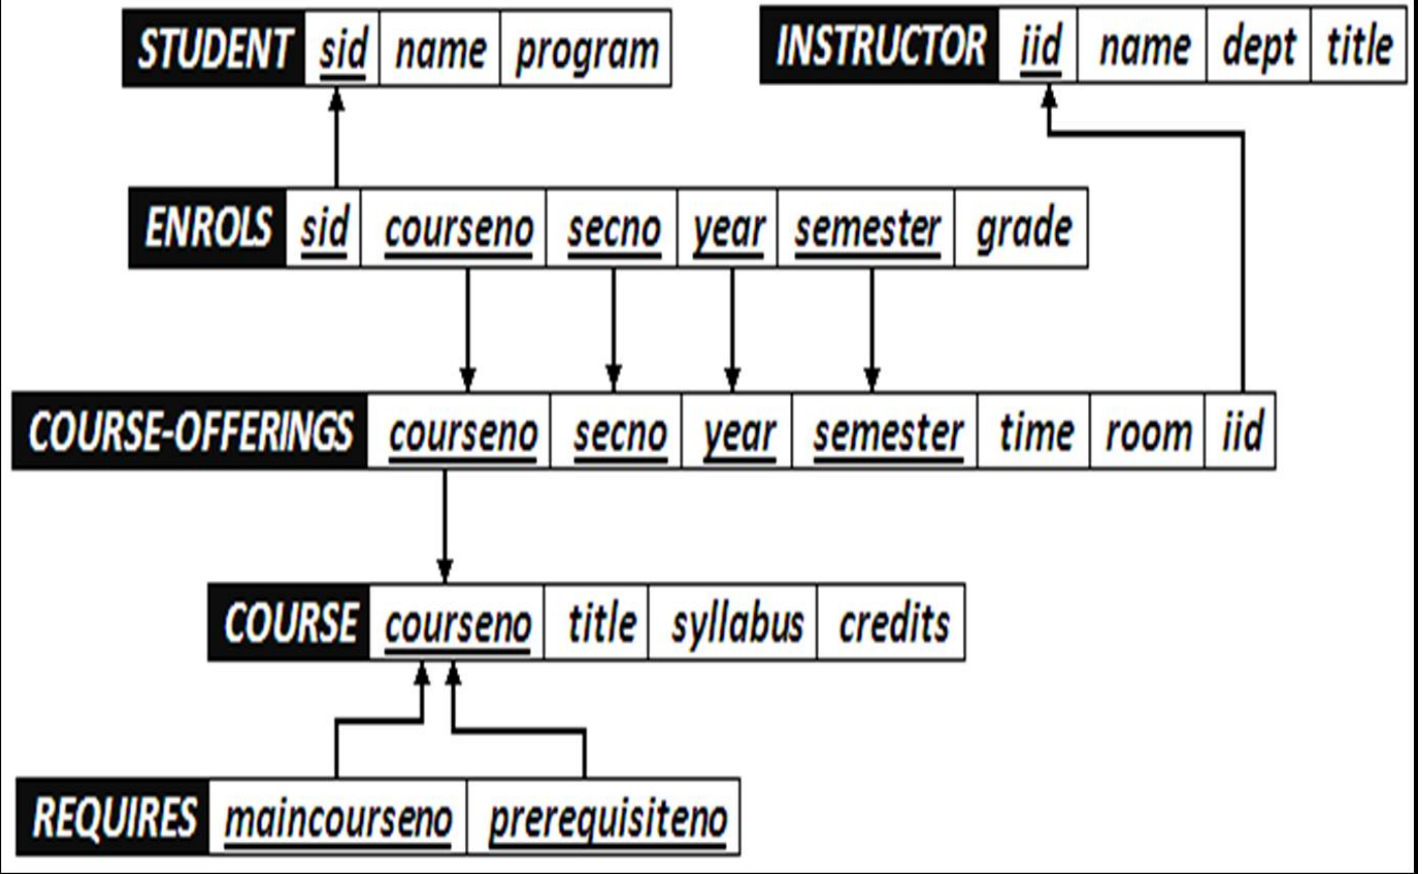 STUDENT sid name program
INSTRUCTOR iid name dept title
ENROLS sid courseno secno year semester grade
COURSE-OFFERINGS courseno secno year semester time room iid
COURSE courseno title syllabus credits
REQUIRES maincourseno prerequisiteno